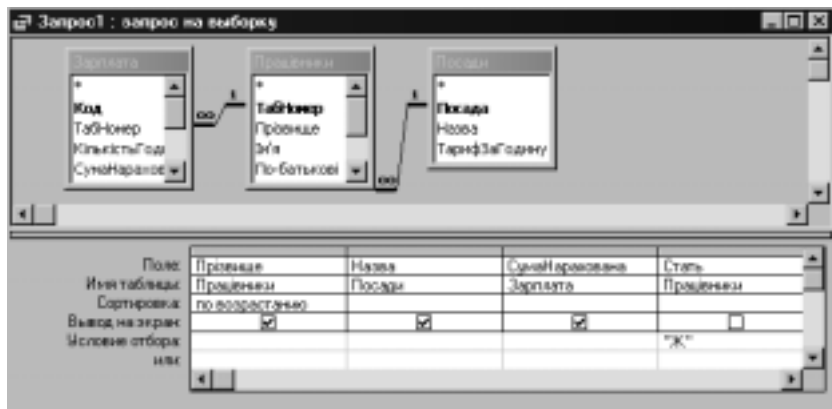 Запрос1 : запрос на выборку
Зарплата Працівники Посади
* * *
Код ТабНомер Посада
ТабНомер Прізвище Назва
КількістьГоди Ім'я ТарифЗаГодину
СумаНарахов По-батькові
Поле: Прізвище Назва СумаНарахована Стать
Имя таблицы: Працівники Посади Зарплата Працівники
Сортировка: по возрастанию
Вывод на экран:
Условие отбора: "Ж"
или: